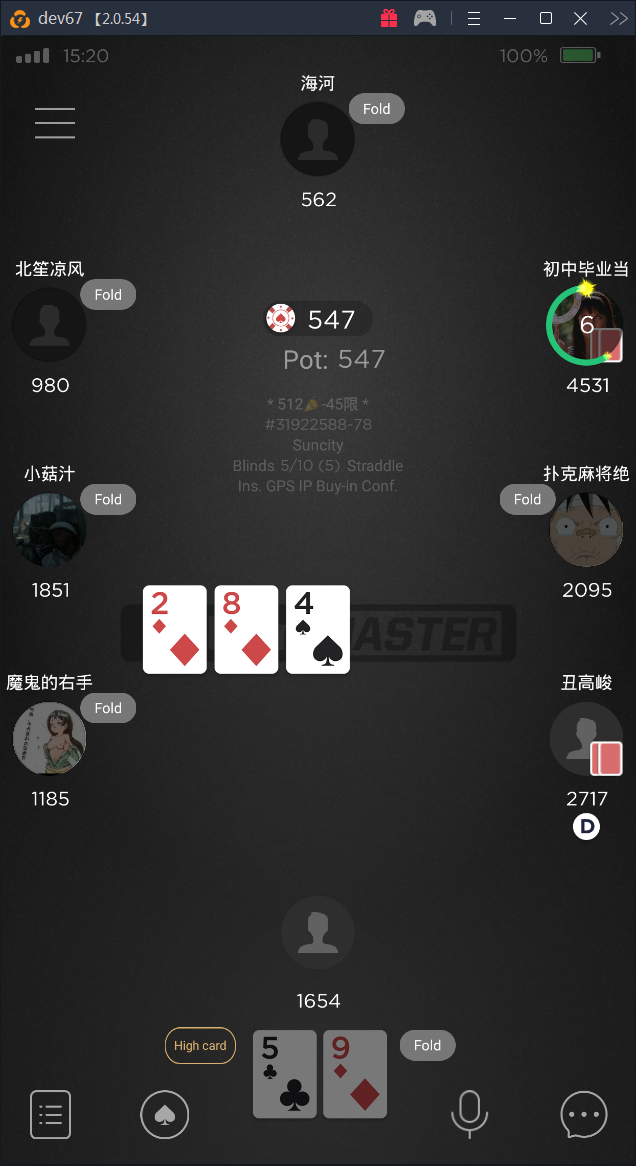 dev67 【2.0.54】
15:20
100%
海河
Fold
562
北笙凉风
Fold
980
初中毕业当
6
4531
547
Pot: 547
* 512🍕-45限 *
#31922588-78
Suncity
Blinds 5/10 (5) Straddle
Ins. GPS IP Buy-in Conf.
小菇汁
Fold
1851
扑克麻将绝
Fold
2095
2
8
4
MASTER
魔鬼的右手
Fold
1185
丑高峻
2717
D
1654
High card
5
9
Fold